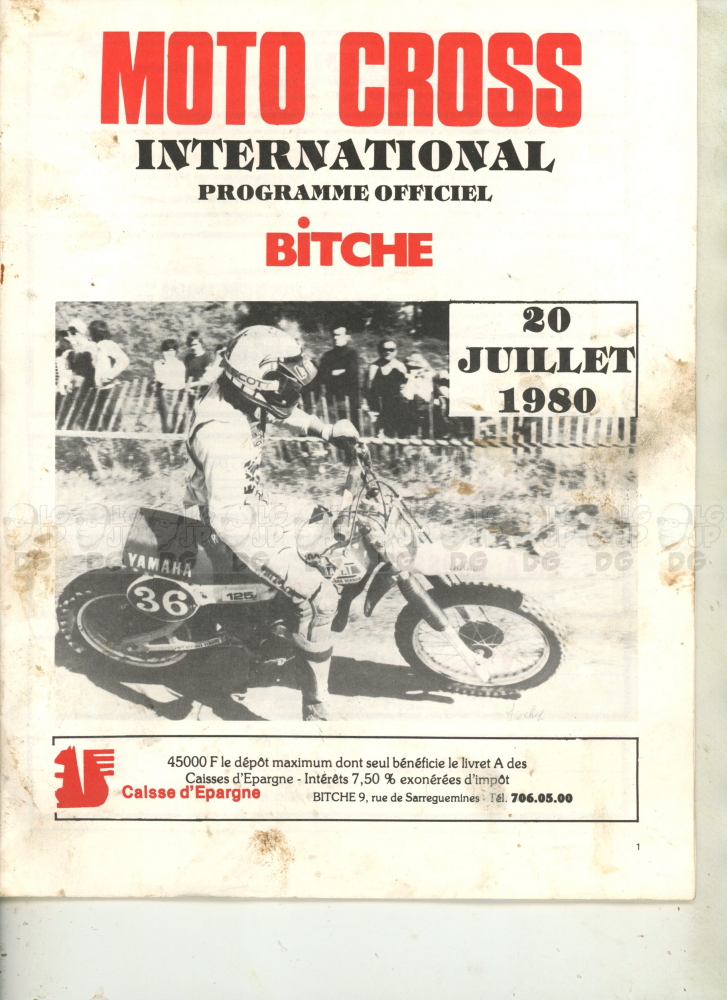 MOTO CROSS
INTERNATIONAL
PROGRAMME OFFICIEL
BiTCHE
20
JUILLET
1980
SCOTT
YAMAHA
36
125
45000 F le dépôt maximum dont seul bénéficie le livret A des
Caisses d'Epargne - Intérêts 7,50 % exonérées d'impôt
Caisse d'Epargne
BITCHE 9, rue de Sarreguemines - Tél. 706.05.00
1